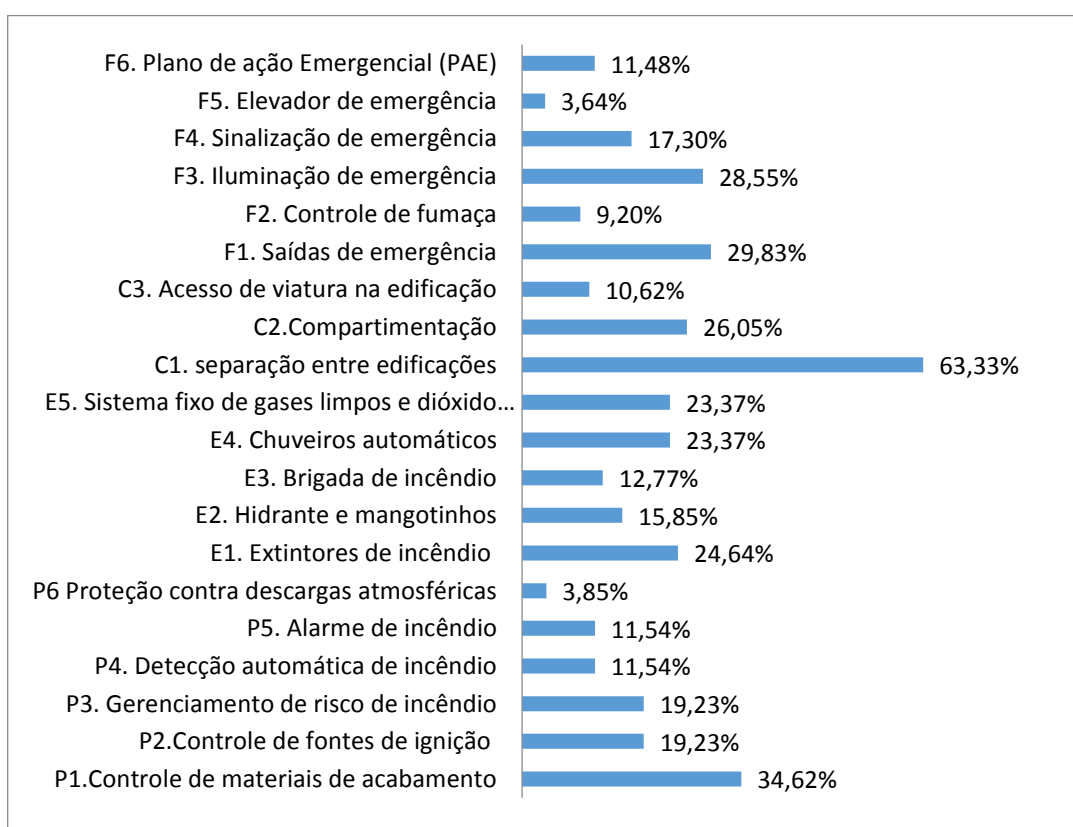 F6. Plano de ação Emergencial (PAE) 11,48%
F5. Elevador de emergência 3,64%
F4. Sinalização de emergência 17,30%
F3. Iluminação de emergência 28,55%
F2. Controle de fumaça 9,20%
F1. Saídas de emergência 29,83%
C3. Acesso de viatura na edificação 10,62%
C2.Compartimentação 26,05%
C1. separação entre edificações 63,33%
E5. Sistema fixo de gases limpos e dióxido... 23,37%
E4. Chuveiros automáticos 23,37%
E3. Brigada de incêndio 12,77%
E2. Hidrante e mangotinhos 15,85%
E1. Extintores de incêndio 24,64%
P6 Proteção contra descargas atmosféricas 3,85%
P5. Alarme de incêndio 11,54%
P4. Detecção automática de incêndio 11,54%
P3. Gerenciamento de risco de incêndio 19,23%
P2.Controle de fontes de ignição 19,23%
P1.Controle de materiais de acabamento 34,62%